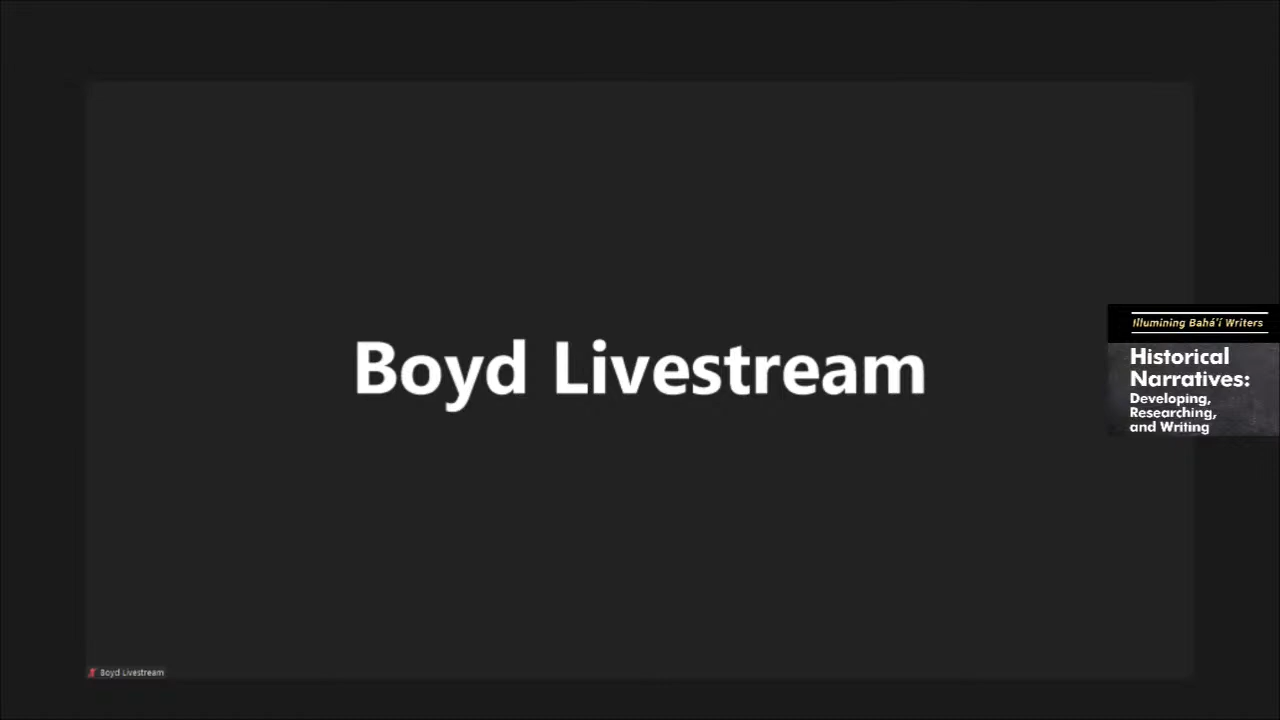 Boyd Livestream
Illumining Bahá'í Writers
Historical
Narratives:
Developing,
Researching,
and Writing
Boyd Livestream